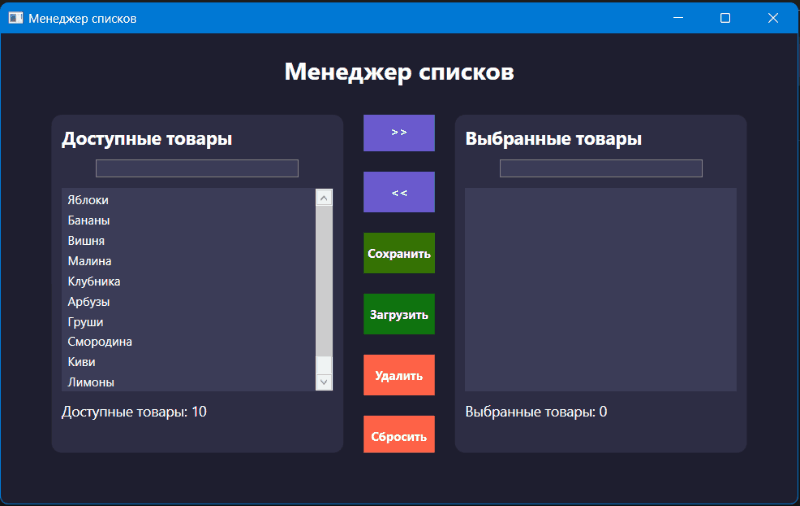 Менеджер списков
Менеджер списков
Доступные товары
Яблоки
Бананы
Вишня
Малина
Клубника
Арбузы
Груши
Смородина
Киви
Лимоны
Доступные товары: 10
>>
<<
Сохранить
Загрузить
Удалить
Сбросить
Выбранные товары
Выбранные товары: 0